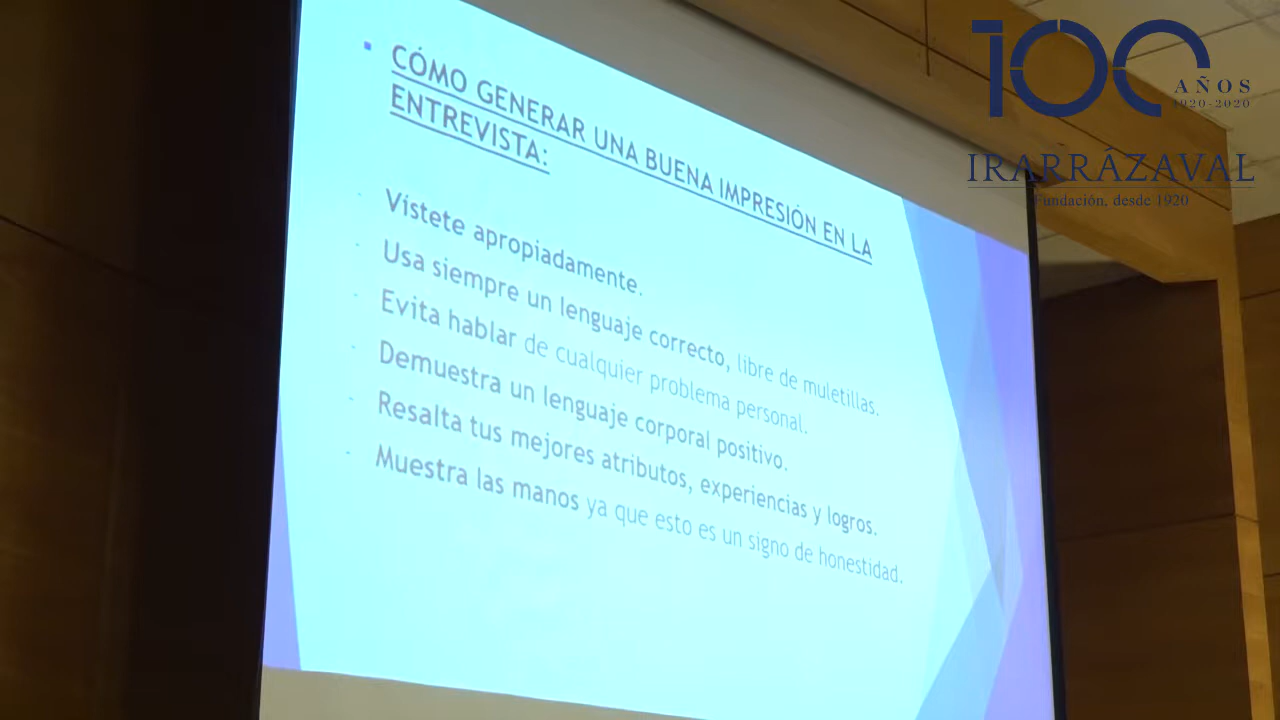 CÓMO GENERAR UNA BUENA IMPRESIÓN EN LA
ENTREVISTA:
- Vístete apropiadamente.
- Usa siempre un lenguaje correcto, libre de muletillas.
- Evita hablar de cualquier problema personal.
- Demuestra un lenguaje corporal positivo.
- Resalta tus mejores atributos, experiencias y logros.
- Muestra las manos ya que esto es un signo de honestidad.
100
AÑOS
1920-2020
IRARRÁZAVAL
Fundación, desde 1920